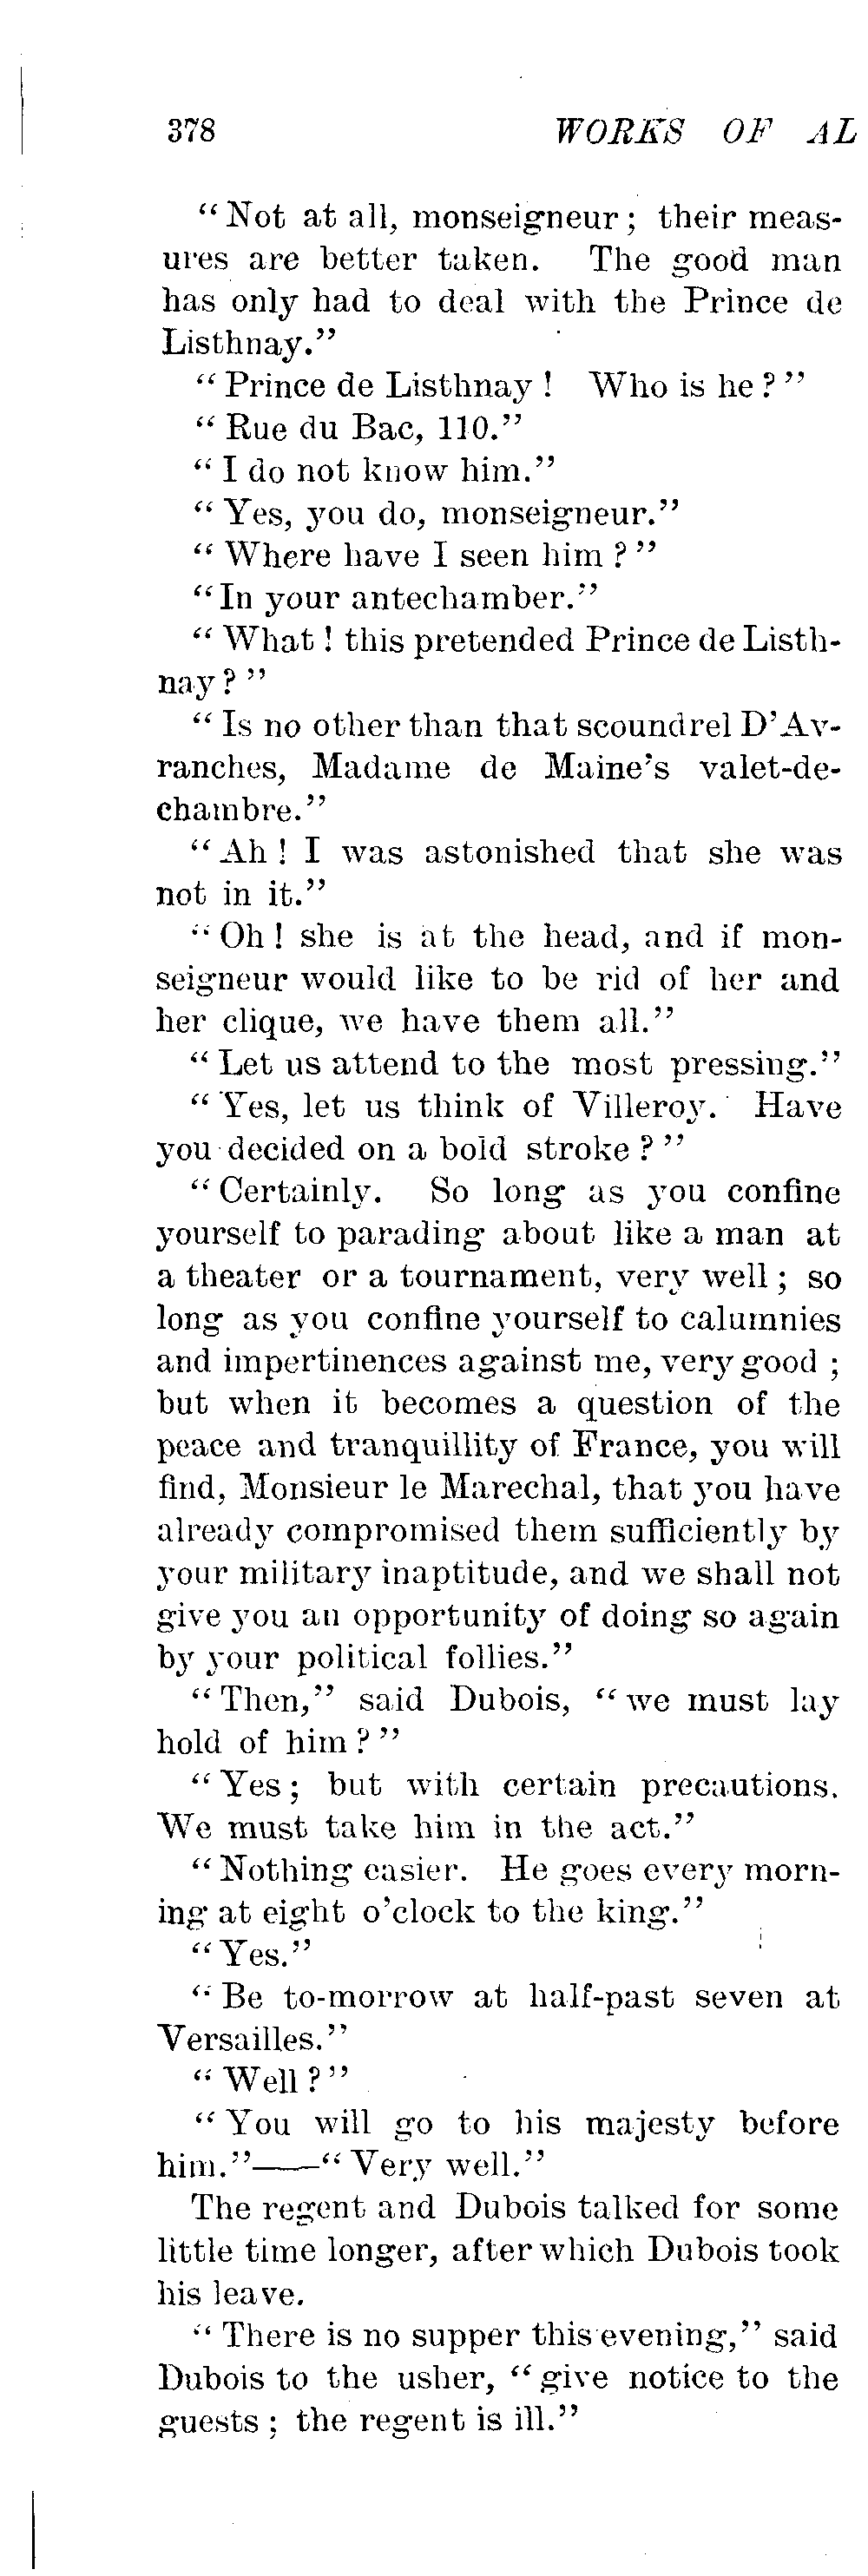 378 WORKS OF AL
“Not at all, monseigneur; their meas-
ures are better taken. The good man
has only had to deal with the Prince de
Listhnay.”
“Prince de Listhnay! Who is he?”
“Rue du Bac, 110.”
“I do not know him.”
“Yes, you do, monseigneur.”
“Where have I seen him?”
“In your antechamber.”
“What! this pretended Prince de Listh-
nay?”
“Is no other than that scoundrel D’Av-
ranches, Madame de Maine’s valet-de-
chambre.”
“Ah! I was astonished that she was
not in it.”
“Oh! she is at the head, and if mon-
seigneur would like to be rid of her and
her clique, we have them all.”
“Let us attend to the most pressing.”
“Yes, let us think of Villeroy. Have
you decided on a bold stroke?”
“Certainly. So long as you confine
yourself to parading about like a man at
a theater or a tournament, very well; so
long as you confine yourself to calumnies
and impertinences against me, very good;
but when it becomes a question of the
peace and tranquillity of France, you will
find, Monsieur le Marechal, that you have
already compromised them sufficiently by
your military inaptitude, and we shall not
give you an opportunity of doing so again
by your political follies.”
“Then,” said Dubois, “we must lay
hold of him?”
“Yes; but with certain precautions.
We must take him in the act.”
“Nothing easier. He goes every morn-
ing at eight o’clock to the king.”
“Yes.”
“Be to-morrow at half-past seven at
Versailles.”
“Well?”
“You will go to his majesty before
him.”——“Very well.”
The regent and Dubois talked for some
little time longer, after which Dubois took
his leave.
“There is no supper this evening,” said
Dubois to the usher, “give notice to the
guests; the regent is ill.”